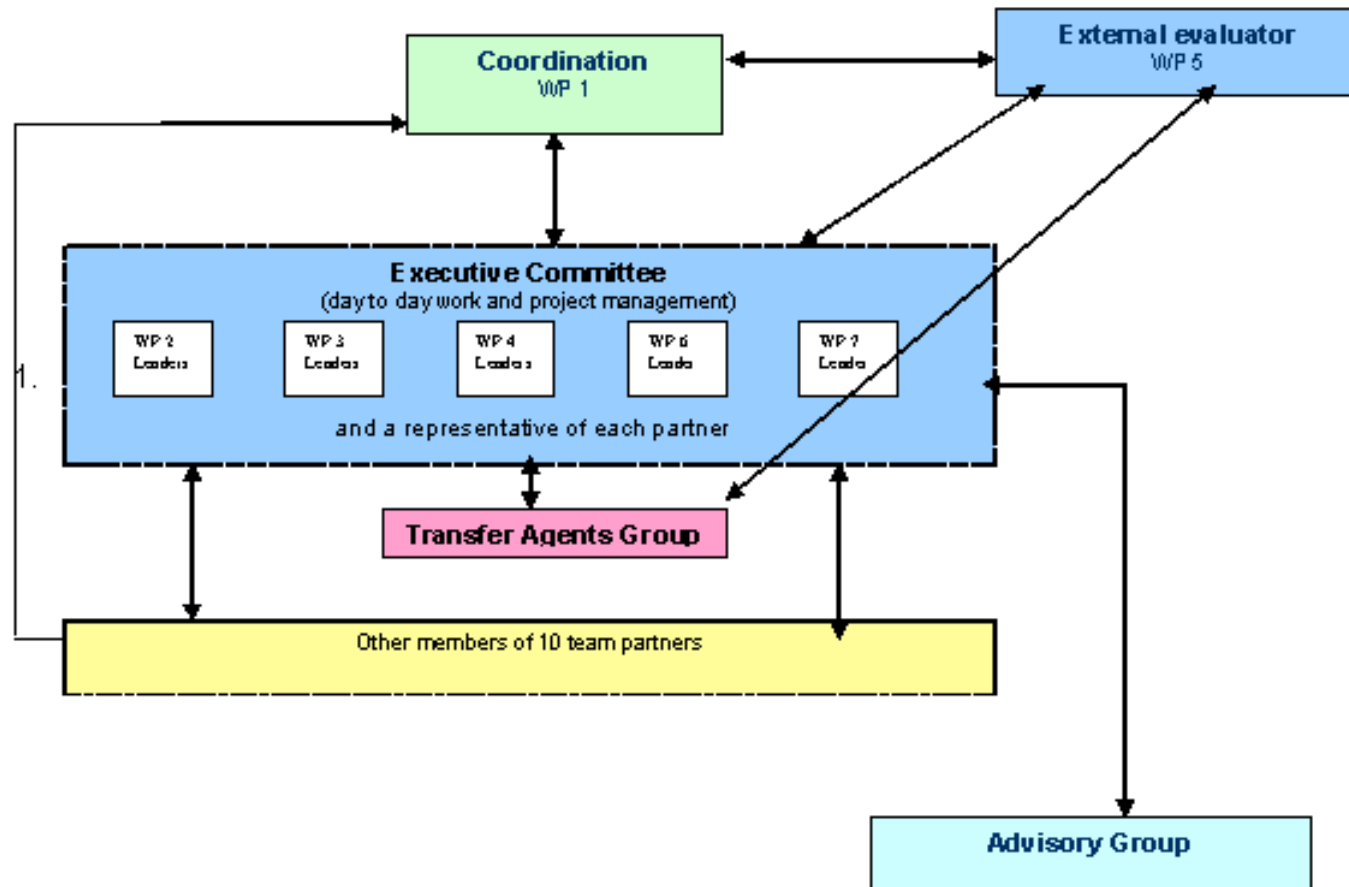 External evaluator
WP 5
Coordination
WP 1
Executive Committee
(day to day work and project management)
WP 2
Leaders
WP 3
Leaders
WP 4
Leaders
WP 6
Leader
WP 7
Leader
1.
and a representative of each partner
Transfer Agents Group
Other members of 10 team partners
Advisory Group